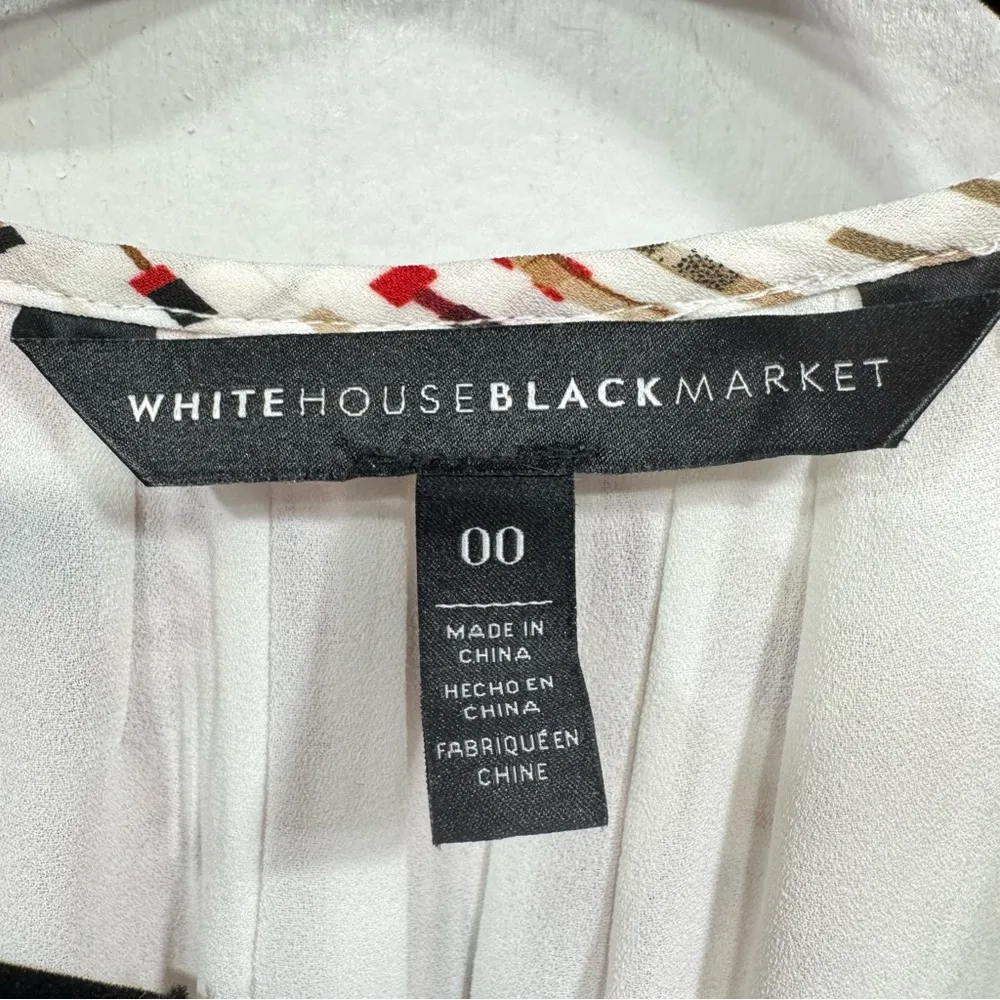 WHITEHOUSEBLACKMARKET
00
MADE IN
CHINA
HECHO EN
CHINA
FABRIQUÉ EN
CHINE